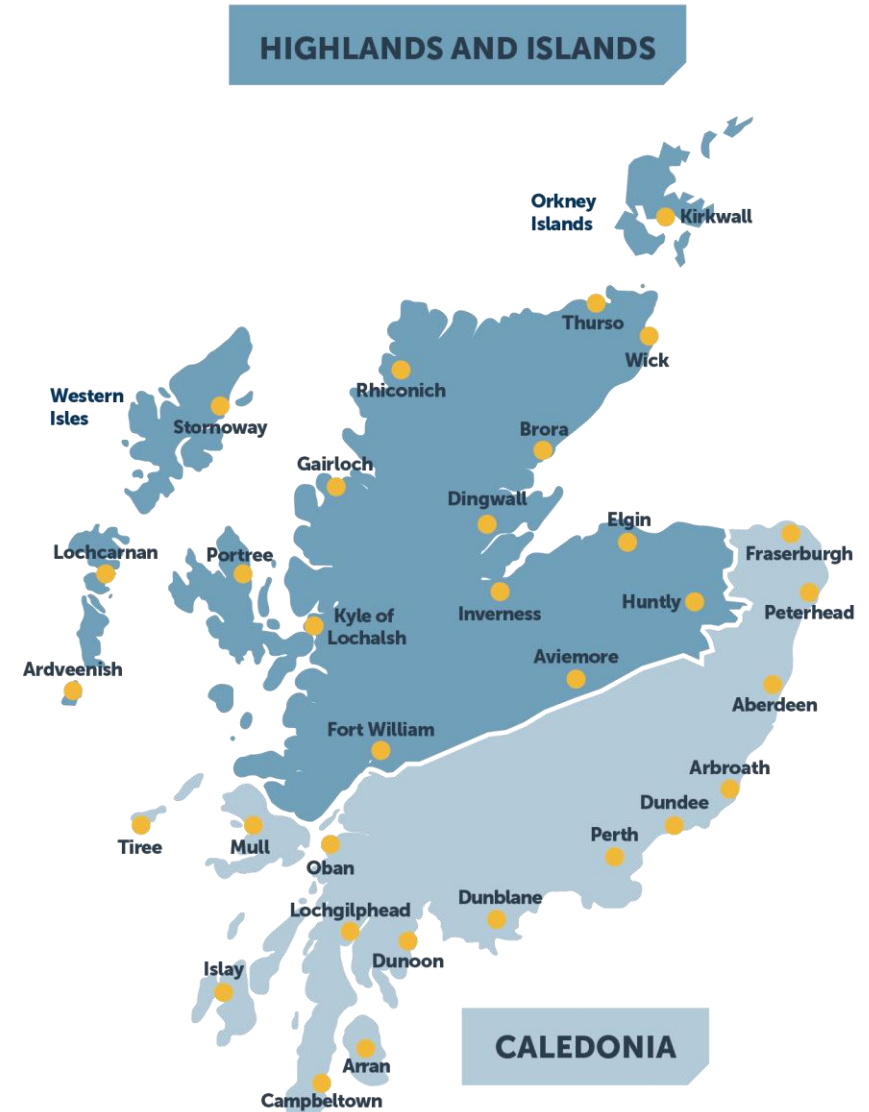 HIGHLANDS AND ISLANDS
Orkney
Islands
Kirkwall
Thurso
Wick
Rhiconich
Western
Isles
Stornoway
Brora
Gairloch
Dingwall
Elgin
Fraserburgh
Lochcarnan
Portree
Huntly
Peterhead
Inverness
Kyle of
Lochalsh
Aviemore
Ardveenish
Aberdeen
Fort William
Arbroath
Dundee
Perth
Tiree
Mull
Oban
Dunblane
Lochgilphead
Dunoon
Islay
CALEDONIA
Arran
Campbeltown